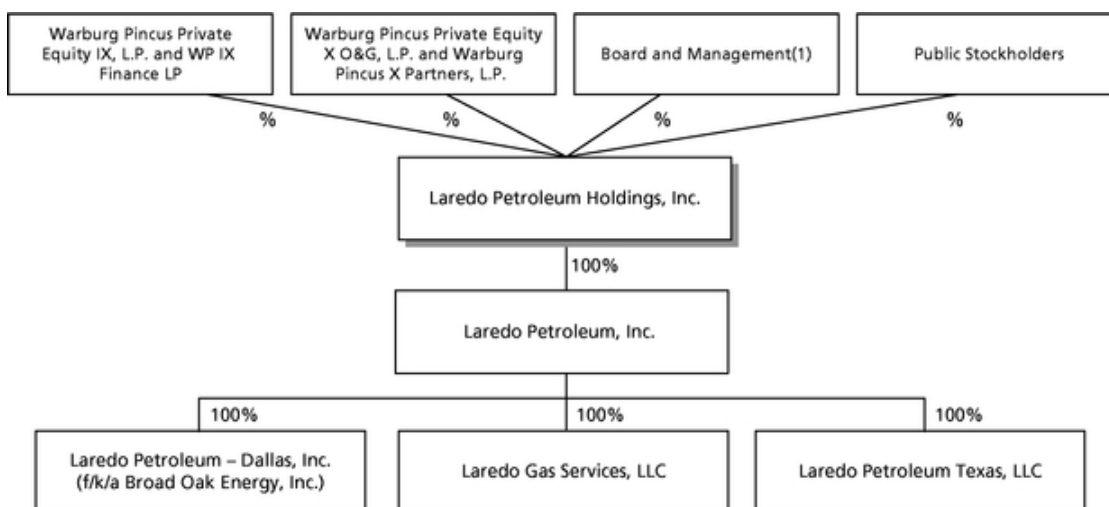 Warburg Pincus Private
Equity IX, L.P. and WP IX
Finance LP
Warburg Pincus Private Equity
X O&G, L.P. and Warburg
Pincus X Partners, L.P.
Board and Management(1)
Public Stockholders
%
%
%
%
Laredo Petroleum Holdings, Inc.
100%
Laredo Petroleum, Inc.
100%
100%
100%
Laredo Petroleum – Dallas, Inc.
(f/k/a Broad Oak Energy, Inc.)
Laredo Gas Services, LLC
Laredo Petroleum Texas, LLC